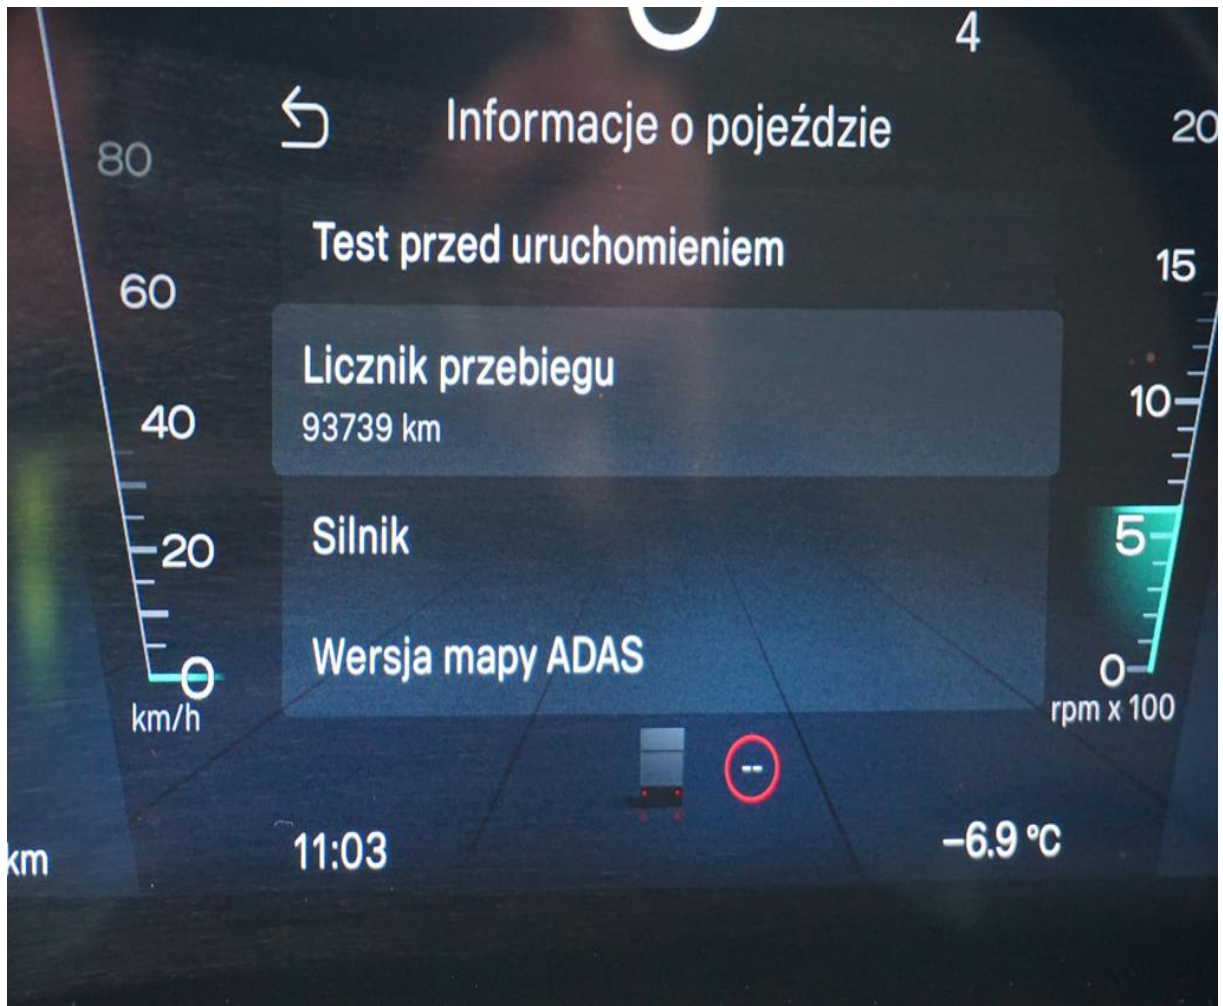 0
4
Informacje o pojeździe
20
80
Test przed uruchomieniem
15
60
Licznik przebiegu
10
40
93739 km
Silnik
5
20
Wersja mapy ADAS
0
0
km/h
rpm x 100
--
11:03
-6.9 °C
km